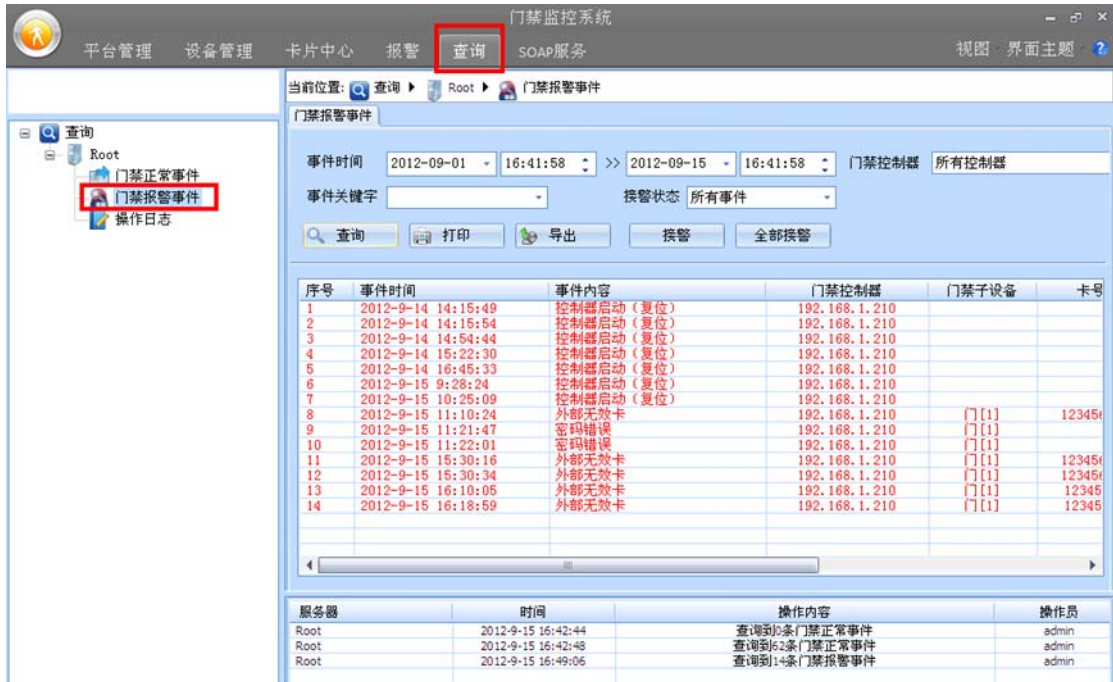 门禁监控系统
平台管理 设备管理 卡片中心 报警 查询 SOAP服务 视图 界面主题
当前位置: 查询 Root 门禁报警事件
门禁报警事件
查询
Root
门禁正常事件
门禁报警事件
操作日志
事件时间 2012-09-01 16:41:58 >> 2012-09-15 16:41:58 门禁控制器 所有控制器
事件关键字 接警状态 所有事件
查询 打印 导出 接警 全部接警
序号 事件时间 事件内容 门禁控制器 门禁子设备 卡号
1 2012-9-14 14:15:49 控制器启动（复位） 192.168.1.210
2 2012-9-14 14:15:54 控制器启动（复位） 192.168.1.210
3 2012-9-14 14:54:44 控制器启动（复位） 192.168.1.210
4 2012-9-14 15:22:30 控制器启动（复位） 192.168.1.210
5 2012-9-14 16:45:33 控制器启动（复位） 192.168.1.210
6 2012-9-15 9:28:24 控制器启动（复位） 192.168.1.210
7 2012-9-15 10:25:09 控制器启动（复位） 192.168.1.210
8 2012-9-15 11:10:24 外部无效卡 192.168.1.210 门[1] 123456
9 2012-9-15 11:21:47 密码错误 192.168.1.210 门[1]
10 2012-9-15 11:22:01 密码错误 192.168.1.210 门[1]
11 2012-9-15 15:30:16 外部无效卡 192.168.1.210 门[1] 123456
12 2012-9-15 15:30:34 外部无效卡 192.168.1.210 门[1] 123456
13 2012-9-15 16:10:05 外部无效卡 192.168.1.210 门[1] 12345
14 2012-9-15 16:18:59 外部无效卡 192.168.1.210 门[1] 12345
服务器 时间 操作内容 操作员
Root 2012-9-15 16:42:44 查询到0条门禁正常事件 admin
Root 2012-9-15 16:42:48 查询到62条门禁正常事件 admin
Root 2012-9-15 16:49:06 查询到14条门禁报警事件 admin